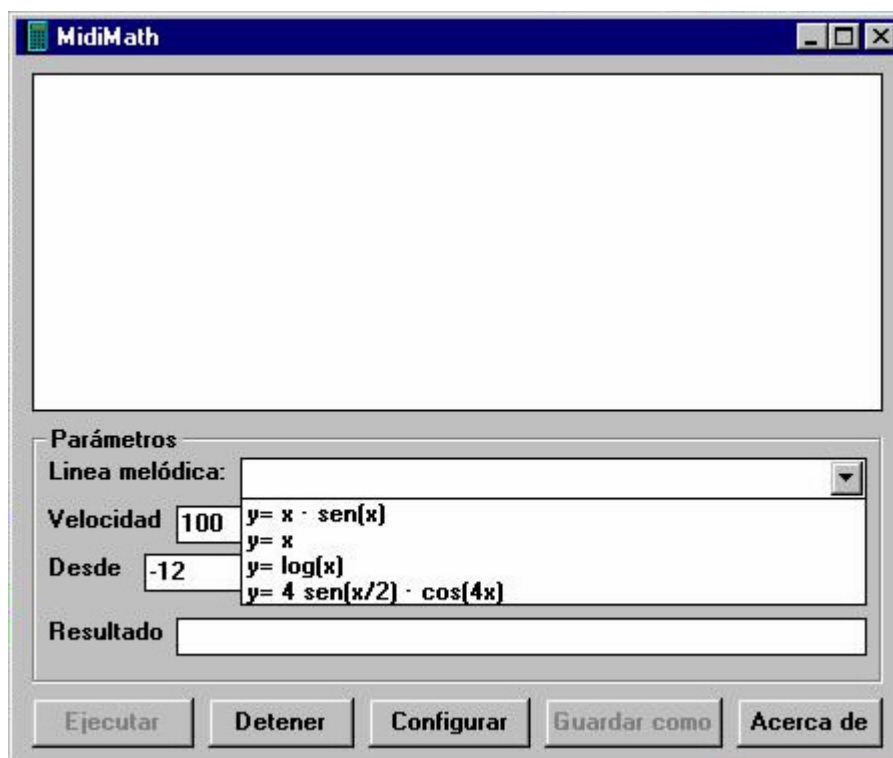 MidiMath
Parámetros
Linea melódica:
Velocidad 100
y= x · sen(x)
y= x
Desde -12
y= log(x)
y= 4 sen(x/2) · cos(4x)
Resultado
Ejecutar Detener Configurar Guardar como Acerca de